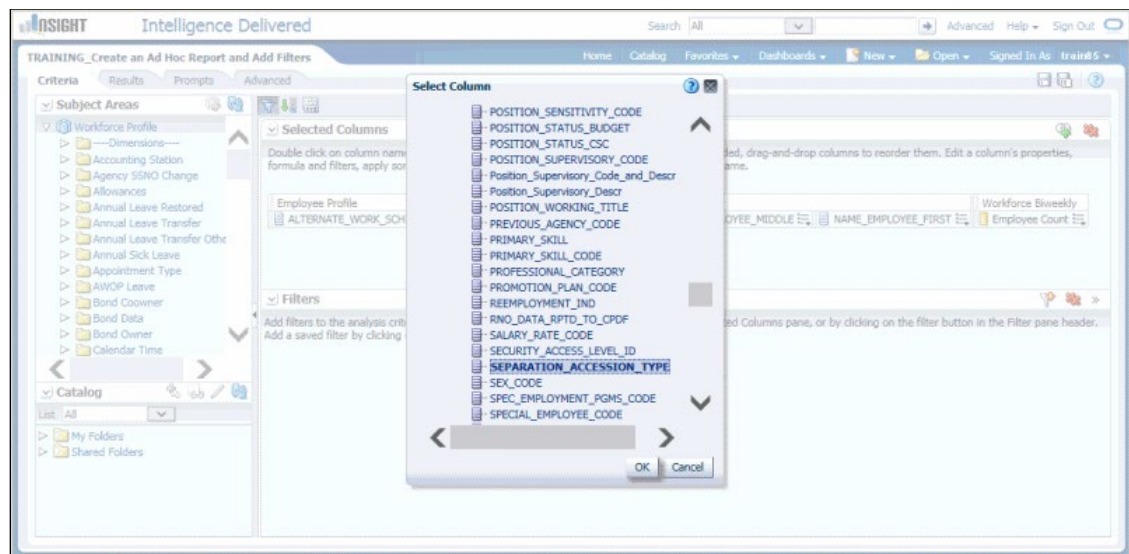 INSIGHT Intelligence Delivered Search All Advanced Help Sign Out
TRAINING_Create an Ad Hoc Report and Add Filters Home Catalog Favorites Dashboards New Open Signed In As train85
Criteria Results Prompts Advanced
Subject Areas
Workforce Profile
----Dimensions----
Accounting Station
Agency SSNO Change
Allowances
Annual Leave Restored
Annual Leave Transfer
Annual Leave Transfer Othe
Annual Sick Leave
Appointment Type
AWOP Leave
Bond Coowner
Bond Data
Bond Owner
Calendar Time
Catalog
List All
My Folders
Shared Folders
Selected Columns
Double click on column name ded, drag-and-drop columns to reorder them. Edit a column's properties,
formula and filters, apply sor ame.
Employee Profile Workforce Biweekly
ALTERNATE_WORK_SCH OYEE_MIDDLE NAME_EMPLOYEE_FIRST Employee Count
Filters
Add filters to the analysis crit ed Columns pane, or by clicking on the filter button in the Filter pane header.
Add a saved filter by clicking
Select Column
POSITION_SENSITIVITY_CODE
POSITION_STATUS_BUDGET
POSITION_STATUS_CSC
POSITION_SUPERVISORY_CODE
Position_Supervisory_Code_and_Descr
Position_Supervisory_Descr
POSITION_WORKING_TITLE
PREVIOUS_AGENCY_CODE
PRIMARY_SKILL
PRIMARY_SKILL_CODE
PROFESSIONAL_CATEGORY
PROMOTION_PLAN_CODE
REEMPLOYMENT_IND
RNO_DATA_RPTD_TO_CPDF
SALARY_RATE_CODE
SECURITY_ACCESS_LEVEL_ID
SEPARATION_ACCESSION_TYPE
SEX_CODE
SPEC_EMPLOYMENT_PGMS_CODE
SPECIAL_EMPLOYEE_CODE
OK Cancel